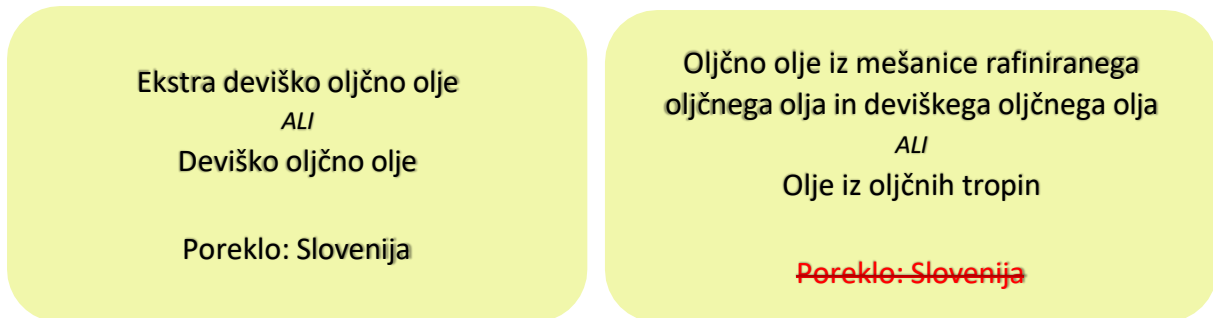 Ekstra deviško oljčno olje
ALI
Deviško oljčno olje
Poreklo: Slovenija
Oljčno olje iz mešanice rafiniranega
oljčnega olja in deviškega oljčnega olja
ALI
Olje iz oljčnih tropin
Poreklo: Slovenija